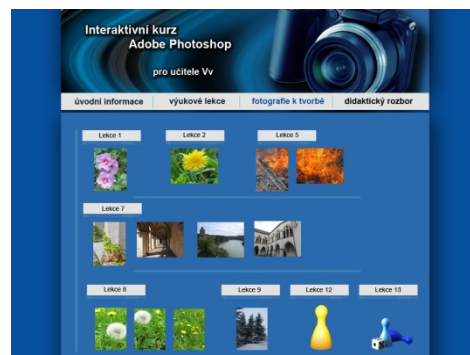 Interaktivní kurz
Adobe Photoshop
pro učitele Vv
úvodní informace výukové lekce fotografie k tvorbě didaktický rozbor
Lekce 1 Lekce 2 Lekce 5
Lekce 7
Lekce 8 Lekce 9 Lekce 12 Lekce 13